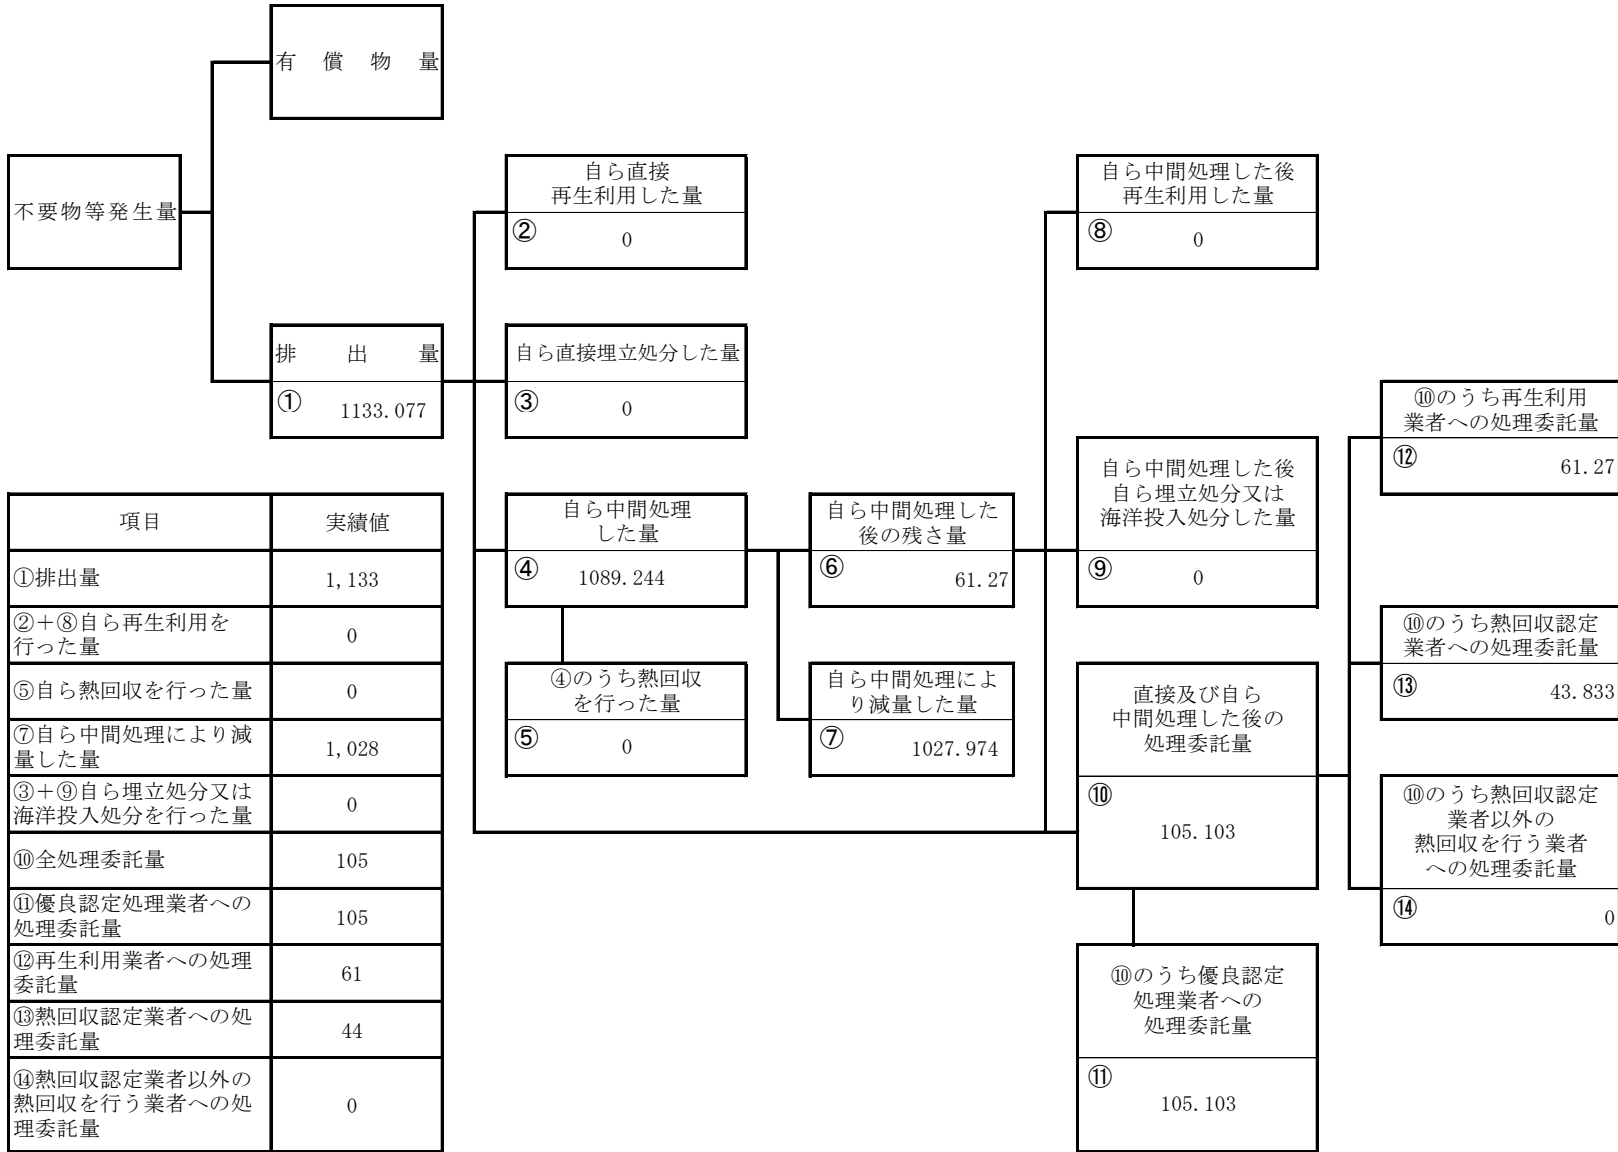 有償物量
不要物等発生量
自ら直接
再生利用した量
② 0
自ら中間処理した後
再生利用した量
⑧ 0
排出量
① 1133.077
自ら直接埋立処分した量
③ 0
⑩のうち再生利用
業者への処理委託量
⑫ 61.27
自ら中間処理した後
自ら埋立処分又は
海洋投入処分した量
⑨ 0
自ら中間処理
した量
④ 1089.244
自ら中間処理した
後の残さ量
⑥ 61.27
⑩のうち熱回収認定
業者への処理委託量
⑬ 43.833
④のうち熱回収
を行った量
⑤ 0
自ら中間処理によ
り減量した量
⑦ 1027.974
直接及び自ら
中間処理した後の
処理委託量
⑩
105.103
⑩のうち熱回収認定
業者以外の
熱回収を行う業者
への処理委託量
⑭ 0
⑩のうち優良認定
処理業者への
処理委託量
⑪
105.103
項目 実績値
①排出量 1,133
②+⑧自ら再生利用を
行った量 0
⑤自ら熱回収を行った量 0
⑦自ら中間処理により減
量した量 1,028
③+⑨自ら埋立処分又は
海洋投入処分を行った量 0
⑩全処理委託量 105
⑪優良認定処理業者への
処理委託量 105
⑫再生利用業者への処理
委託量 61
⑬熱回収認定業者への処
理委託量 44
⑭熱回収認定業者以外の
熱回収を行う業者への処
理委託量 0